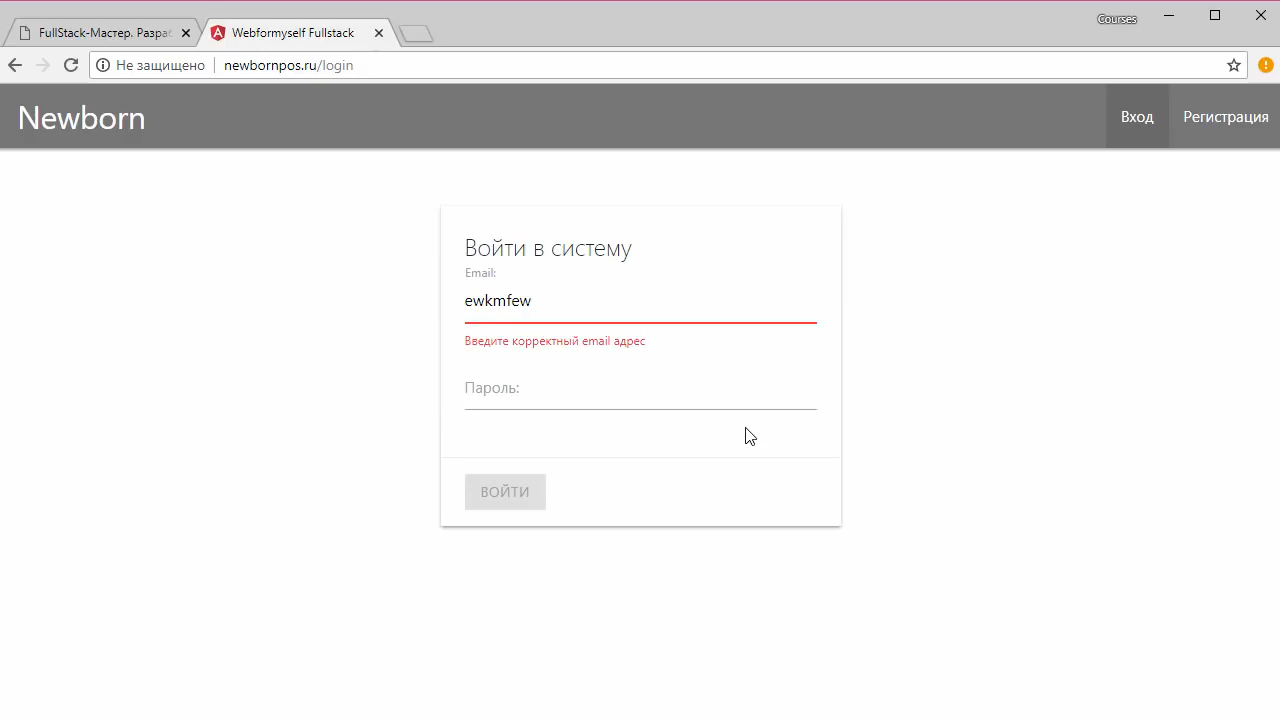 Courses
FullStack-Мастер. Разраб
Webformyself Fullstack
Не защищено
newbornpos.ru/login
Newborn
Вход
Регистрация
Войти в систему
Email:
ewkmfew
Введите корректный email адрес
Пароль:
ВОЙТИ